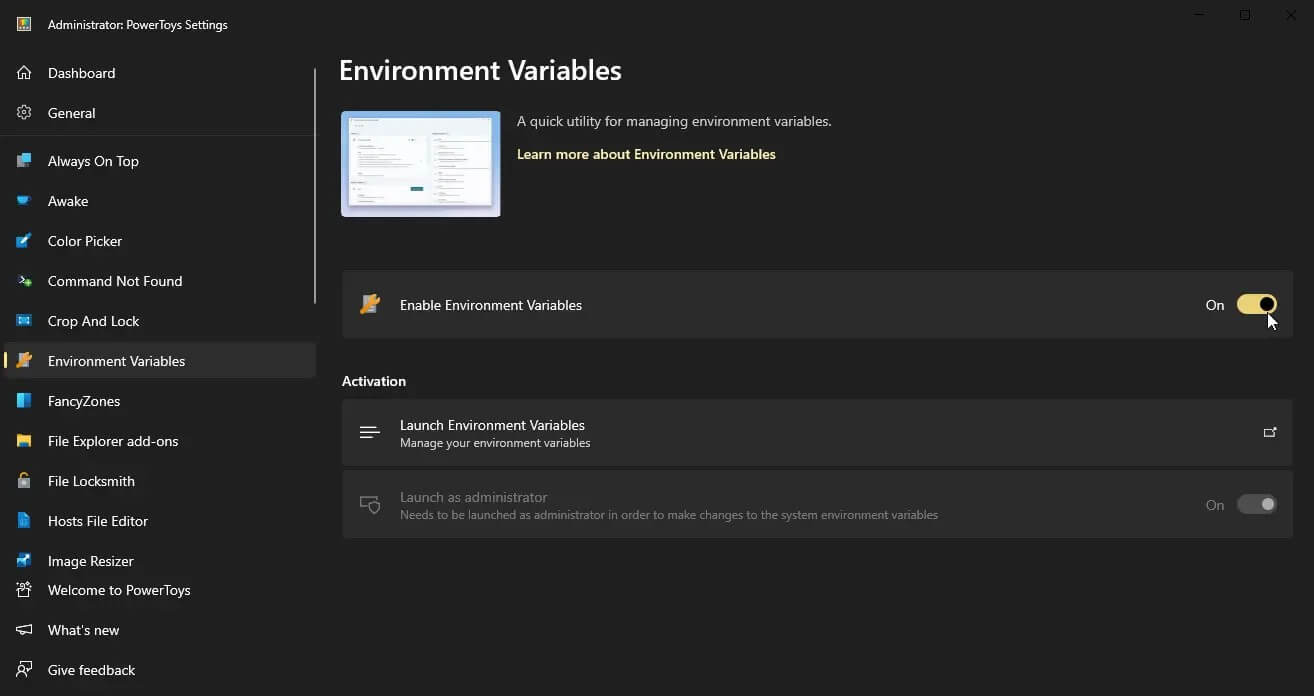 Administrator: PowerToys Settings
Dashboard
General
Always On Top
Awake
Color Picker
Command Not Found
Crop And Lock
Environment Variables
FancyZones
File Explorer add-ons
File Locksmith
Hosts File Editor
Image Resizer
Welcome to PowerToys
What's new
Give feedback
Environment Variables
A quick utility for managing environment variables.
Learn more about Environment Variables
Enable Environment Variables
On
Activation
Launch Environment Variables
Manage your environment variables
Launch as administrator
Needs to be launched as administrator in order to make changes to the system environment variables
On